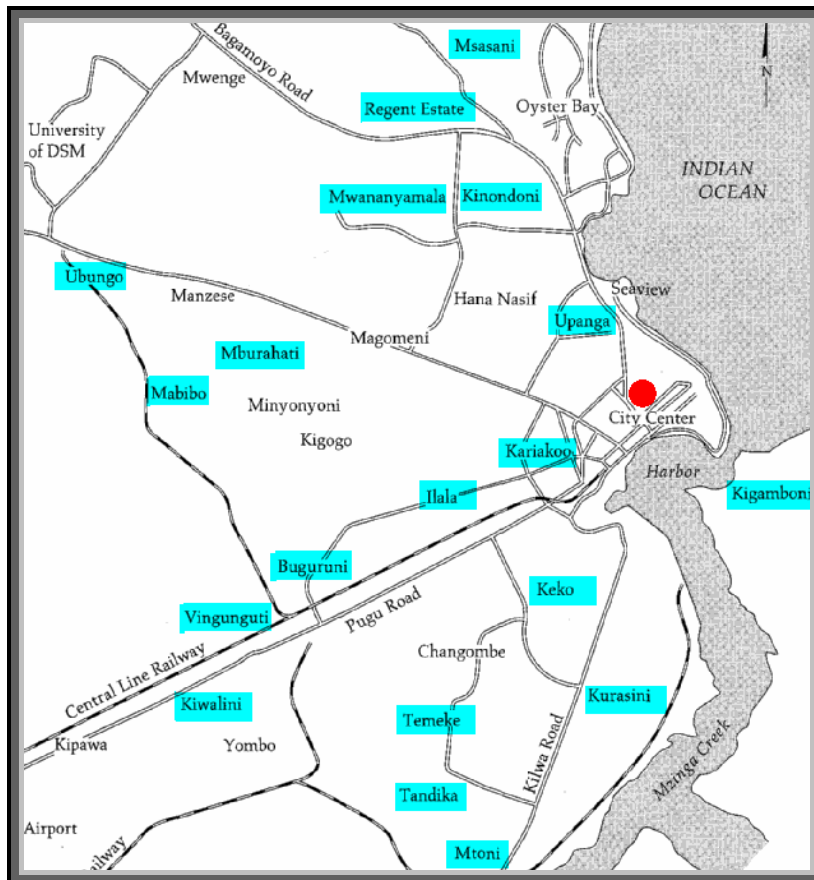 Msasani
Bagamoyo Road
Mwenge
Regent Estate
Oyster Bay
N
University
of DSM
INDIAN
OCEAN
Mwananyamala
Kinondoni
Ubungo
Manzese
Hana Nasif
Seaview
Upanga
Magomeni
Mburahati
Mabibo
Minyonyoni
City Center
Kigogo
Kariakoo
Harbor
Ilala
Kigamboni
Buguruni
Keko
Vingunguti
Pugu Road
Changombe
Central Line Railway
Kiwalini
Kurasini
Temeke
Kipawa
Yombo
Kilwa Road
Mzinga Creek
Tandika
Airport
Mtoni